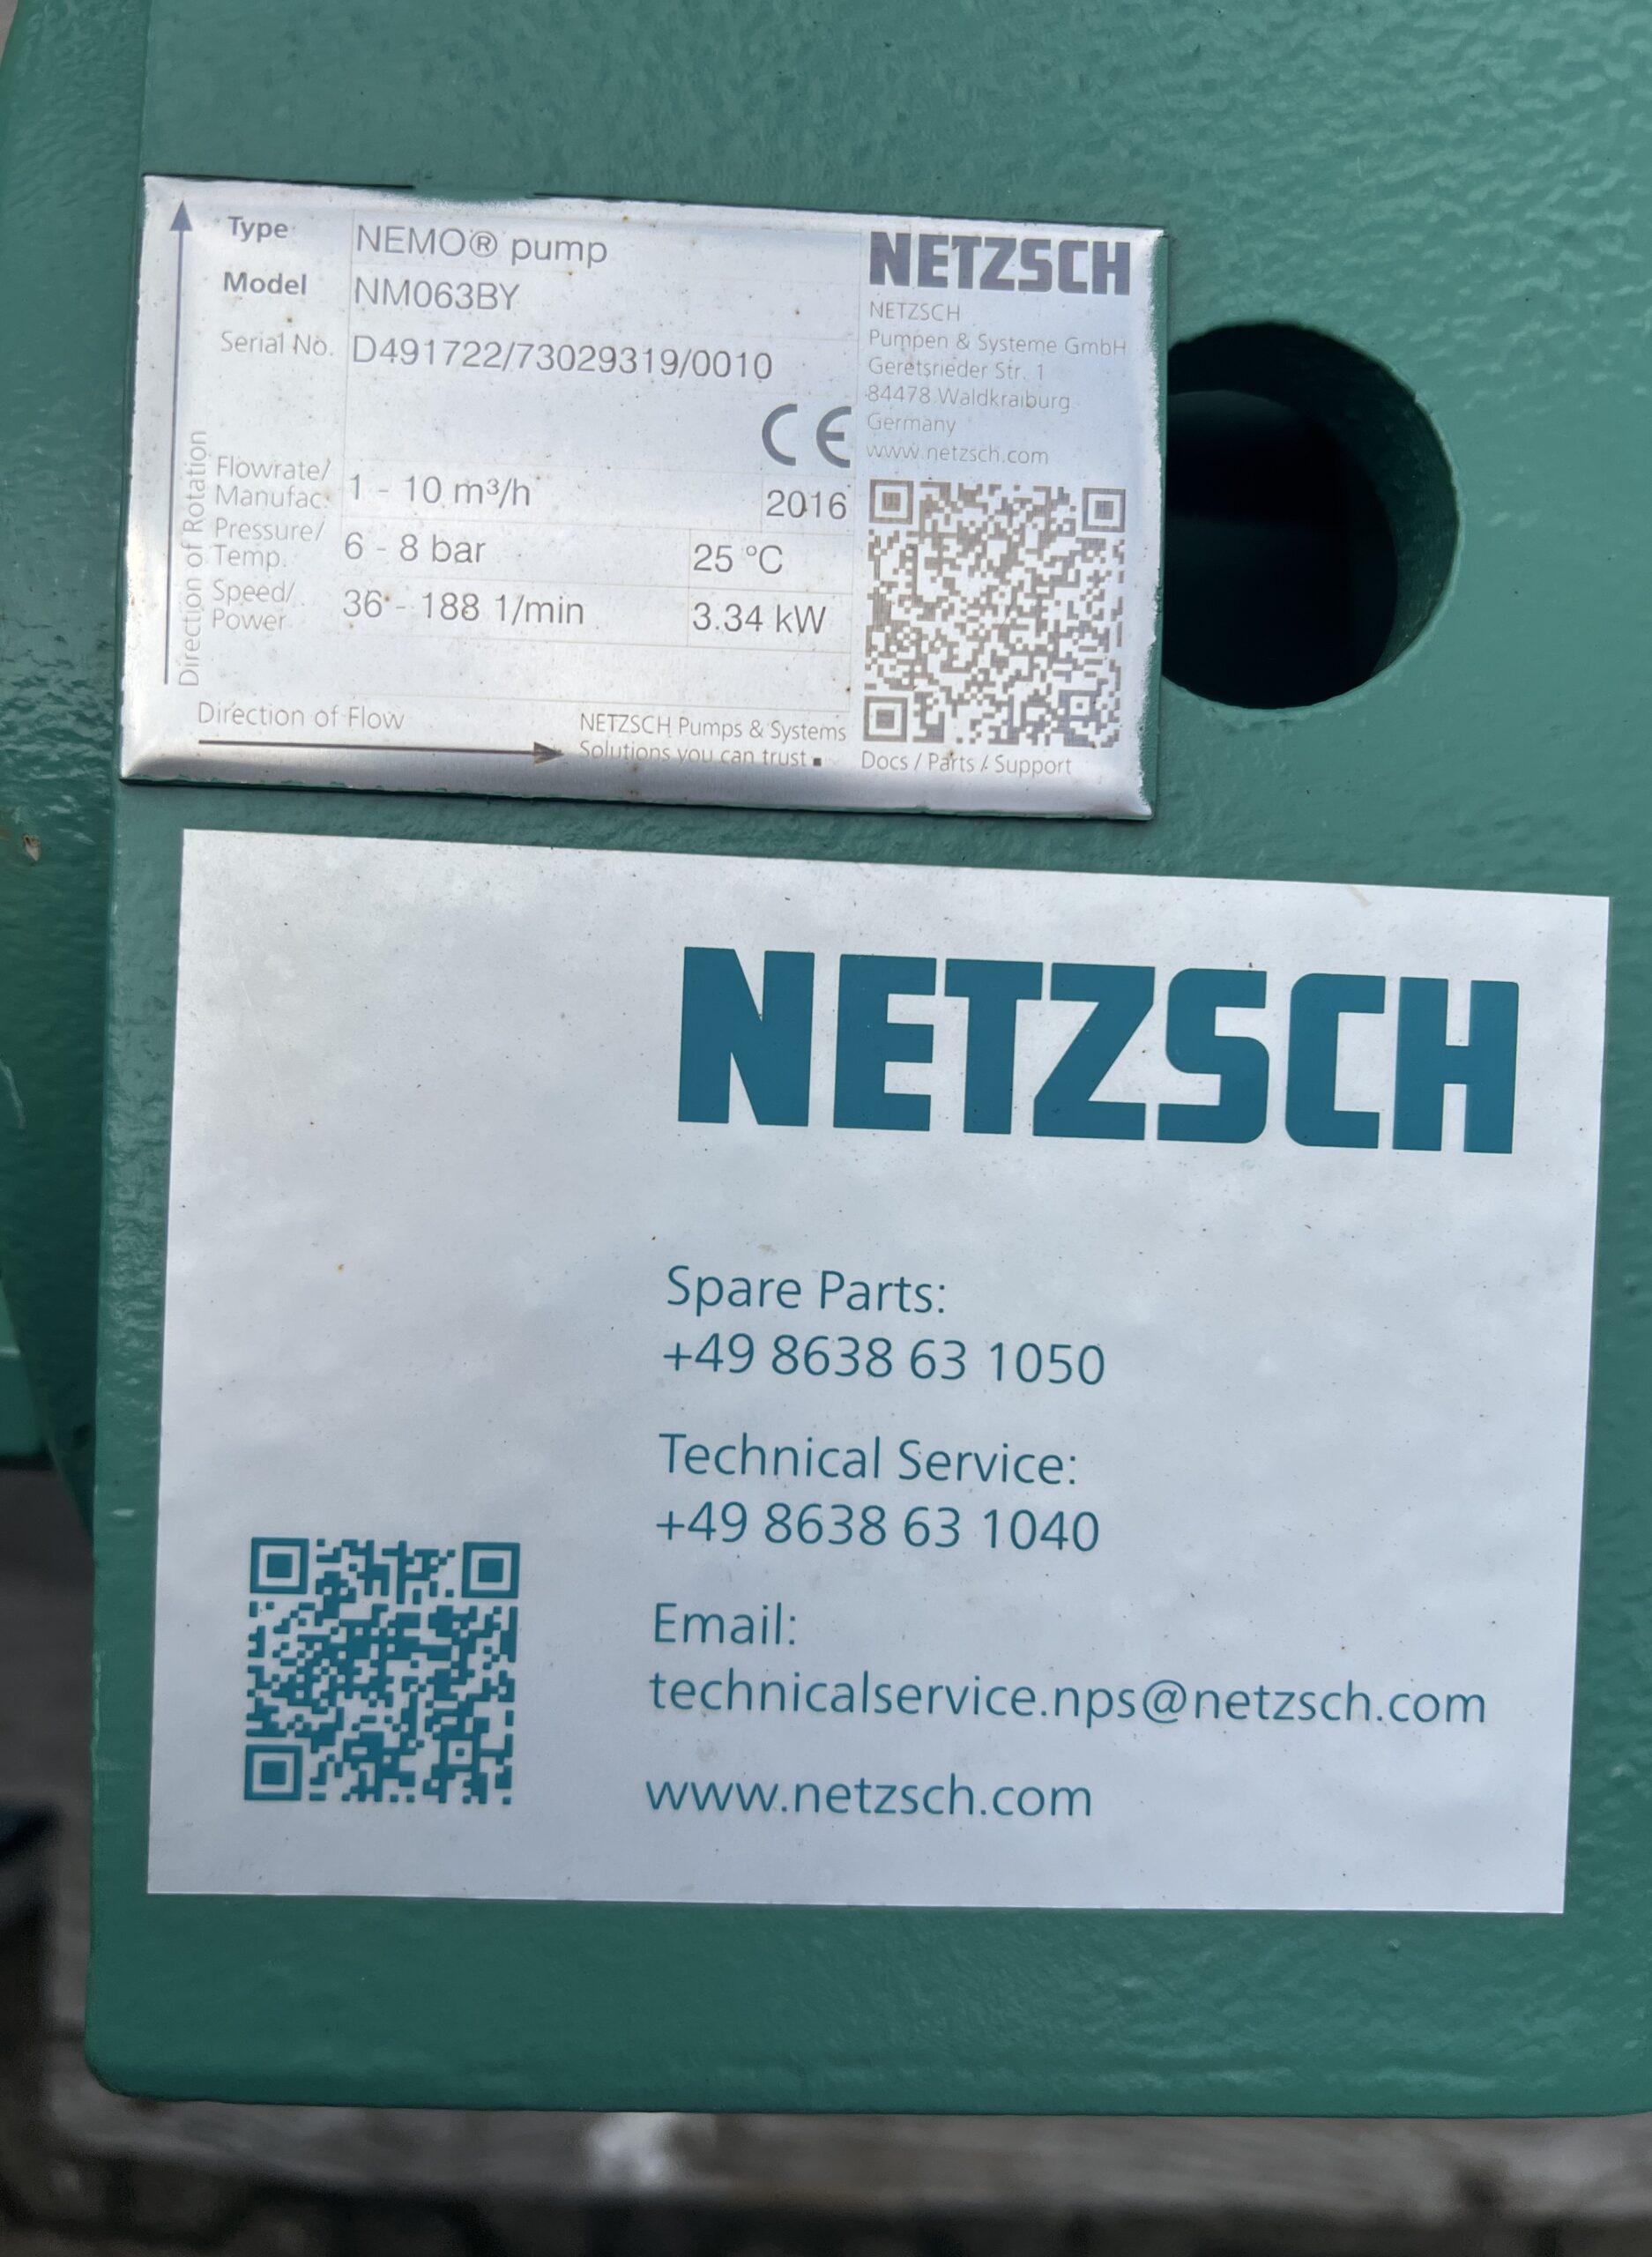 Type NEMO® pump
Model NM063BY
Serial No. D491722/73029319/0010
CE
Flowrate/ Manufac. 1 - 10 m³/h 2016
Pressure/ Temp. 6 - 8 bar 25 °C
Speed/ Power 36 - 188 1/min 3.34 kW
Direction of Rotation
Direction of Flow
NETZSCH Pumps & Systems
Solutions you can trust
NETZSCH
NETZSCH
Pumpen & Systeme GmbH
Geretsrieder Str. 1
84478 Waldkraiburg
Germany
www.netzsch.com
Docs / Parts / Support
NETZSCH
Spare Parts:
+49 8638 63 1050
Technical Service:
+49 8638 63 1040
Email:
technicalservice.nps@netzsch.com
www.netzsch.com